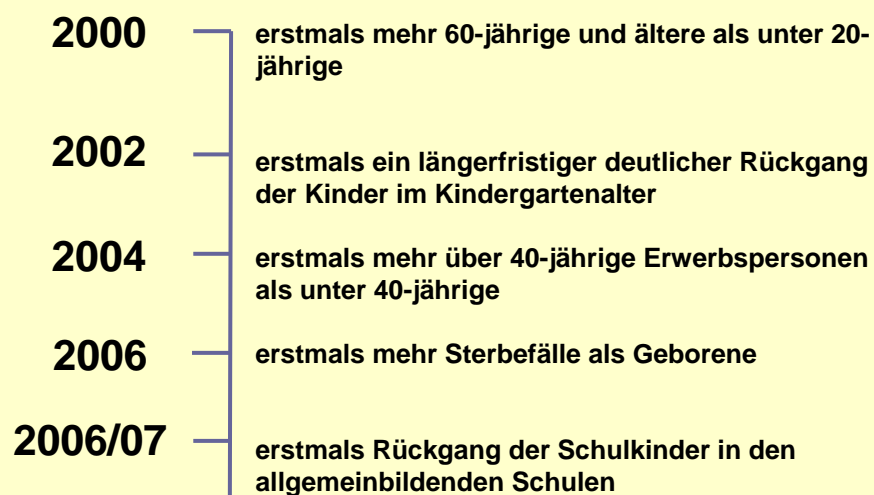 2000 erstmals mehr 60-jährige und ältere als unter 20-
jährige
2002 erstmals ein längerfristiger deutlicher Rückgang
der Kinder im Kindergartenalter
2004 erstmals mehr über 40-jährige Erwerbspersonen
als unter 40-jährige
2006 erstmals mehr Sterbefälle als Geborene
2006/07 erstmals Rückgang der Schulkinder in den
allgemeinbildenden Schulen